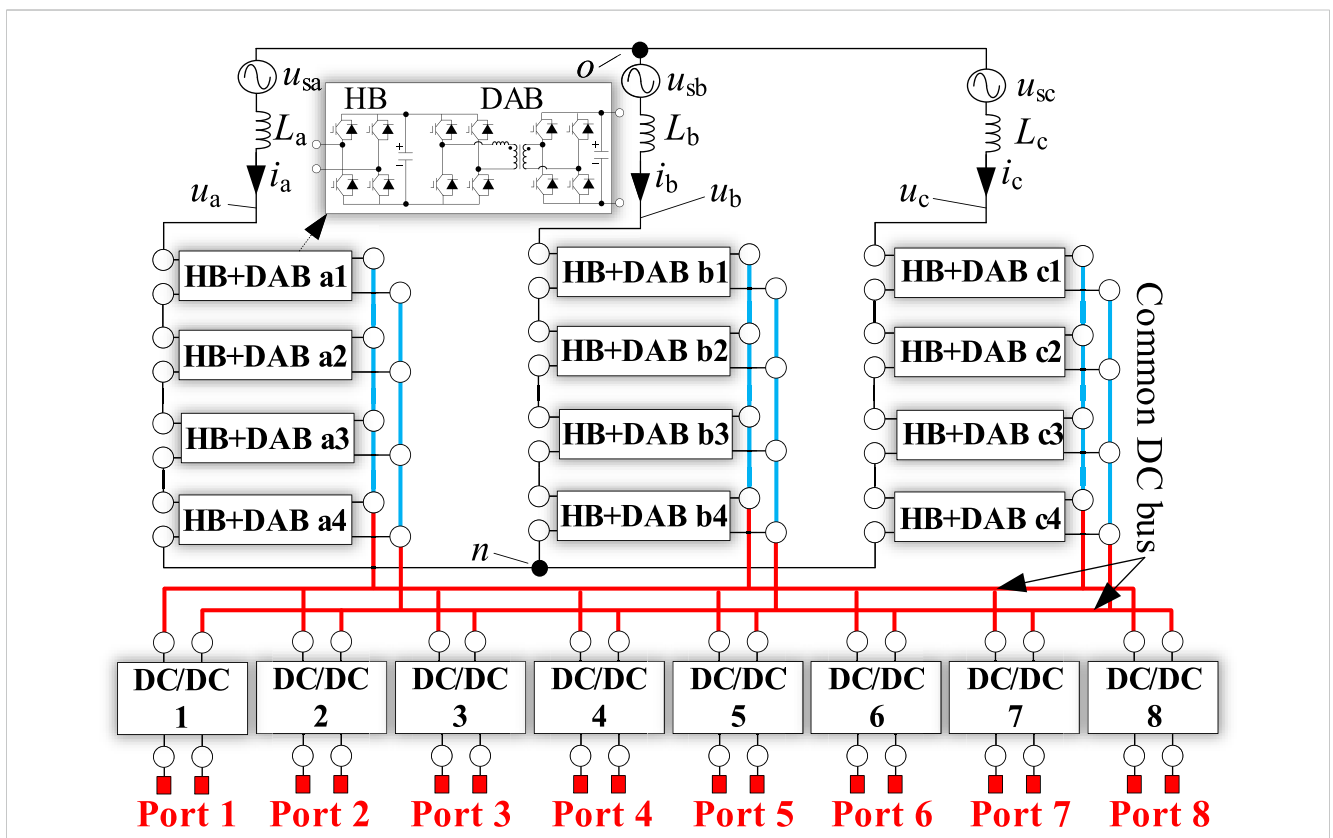 o
usa
HB
DAB
usb
usc
La
Lb
Lc
+
−
+
−
ia
ib
ic
ua
ub
uc
HB+DAB a1
HB+DAB b1
HB+DAB c1
HB+DAB a2
HB+DAB b2
HB+DAB c2
HB+DAB a3
HB+DAB b3
HB+DAB c3
HB+DAB a4
HB+DAB b4
HB+DAB c4
Common DC bus
n
DC/DC
1
DC/DC
2
DC/DC
3
DC/DC
4
DC/DC
5
DC/DC
6
DC/DC
7
DC/DC
8
Port 1
Port 2
Port 3
Port 4
Port 5
Port 6
Port 7
Port 8